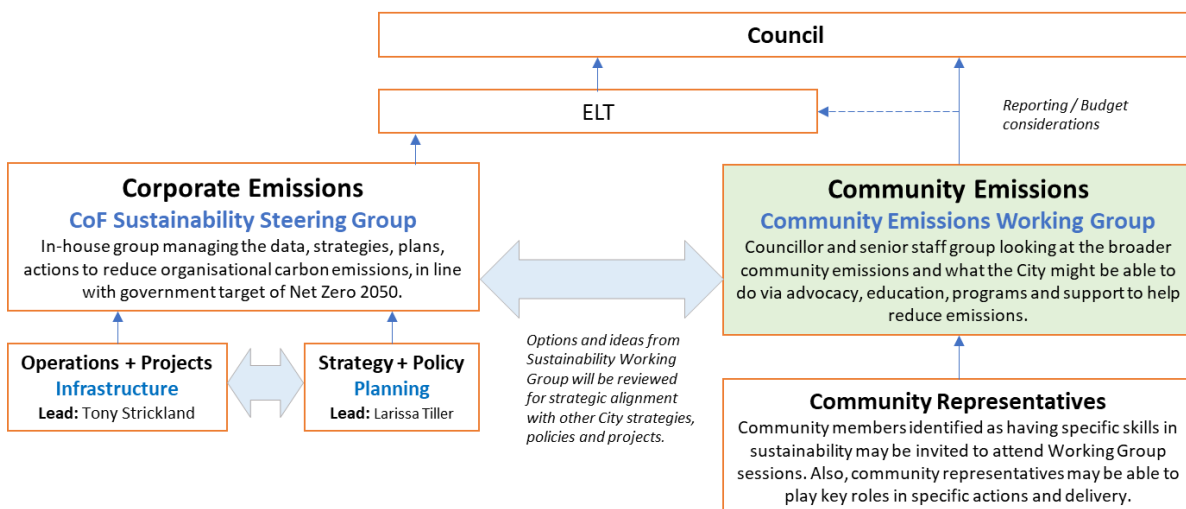 Council
ELT
Reporting / Budget
considerations
Corporate Emissions
CoF Sustainability Steering Group
In-house group managing the data, strategies, plans,
actions to reduce organisational carbon emissions, in line
with government target of Net Zero 2050.
Community Emissions
Community Emissions Working Group
Councillor and senior staff group looking at the broader
community emissions and what the City might be able to
do via advocacy, education, programs and support to help
reduce emissions.
Operations + Projects
Infrastructure
Lead: Tony Strickland
Strategy + Policy
Planning
Lead: Larissa Tiller
Options and ideas from
Sustainability Working
Group will be reviewed
for strategic alignment
with other City strategies,
policies and projects.
Community Representatives
Community members identified as having specific skills in
sustainability may be invited to attend Working Group
sessions. Also, community representatives may be able to
play key roles in specific actions and delivery.